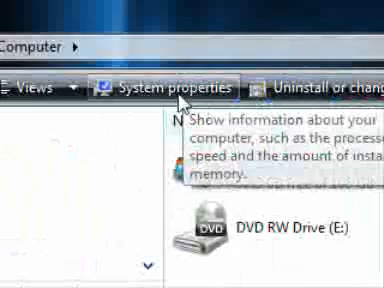 Computer
Views
System properties
Uninstall or chang
N
Show information about your
computer, such as the process
speed and the amount of insta
memory.
DVD
DVD RW Drive (E:)